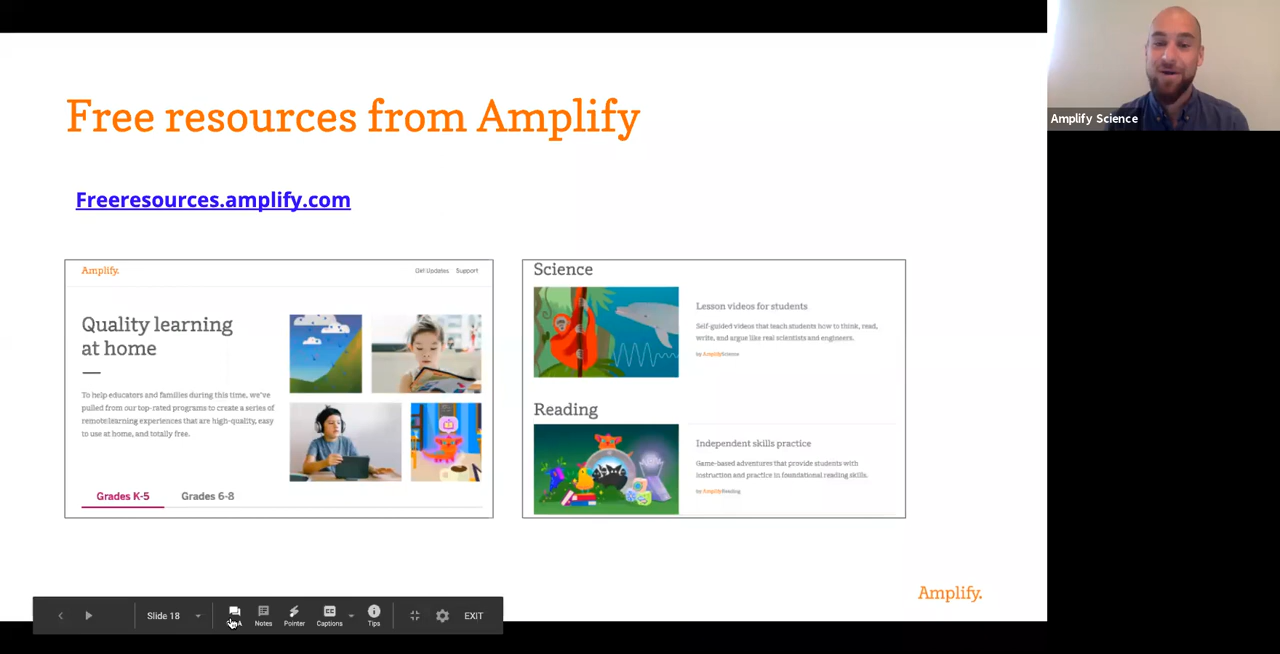 Free resources from Amplify
Freeresources.amplify.com
Amplify.
Get Updates Support
Quality learning
at home
To help educators and families during this time, we've
pulled from our top-rated programs to create a series of
remote learning experiences that are high-quality, easy
to use at home, and totally free.
Grades K-5 Grades 6-8
Science
Lesson videos for students
Self-guided videos that teach students how to think, read,
write, and argue like real scientists and engineers.
by AmplifyScience
Reading
Independent skills practice
Game-based adventures that provide students with
instruction and practice in foundational reading skills.
by AmplifyReading
Amplify.
Slide 18
Notes
Pointer
CC
Captions
Tips
EXIT
Amplify Science